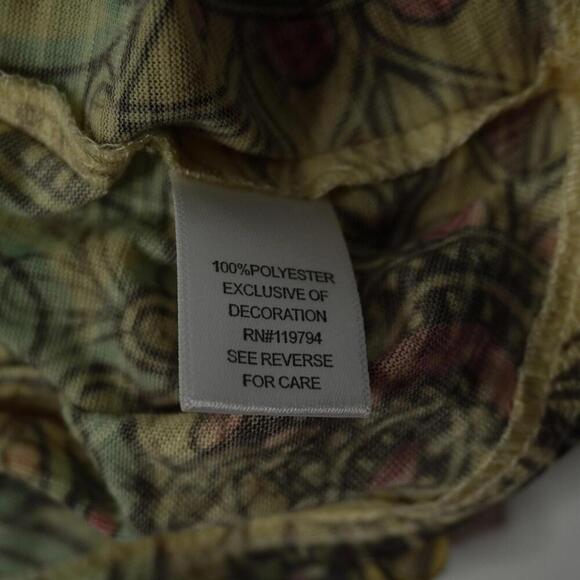 100%POLYESTER
EXCLUSIVE OF
DECORATION
RN#119794
SEE REVERSE
FOR CARE